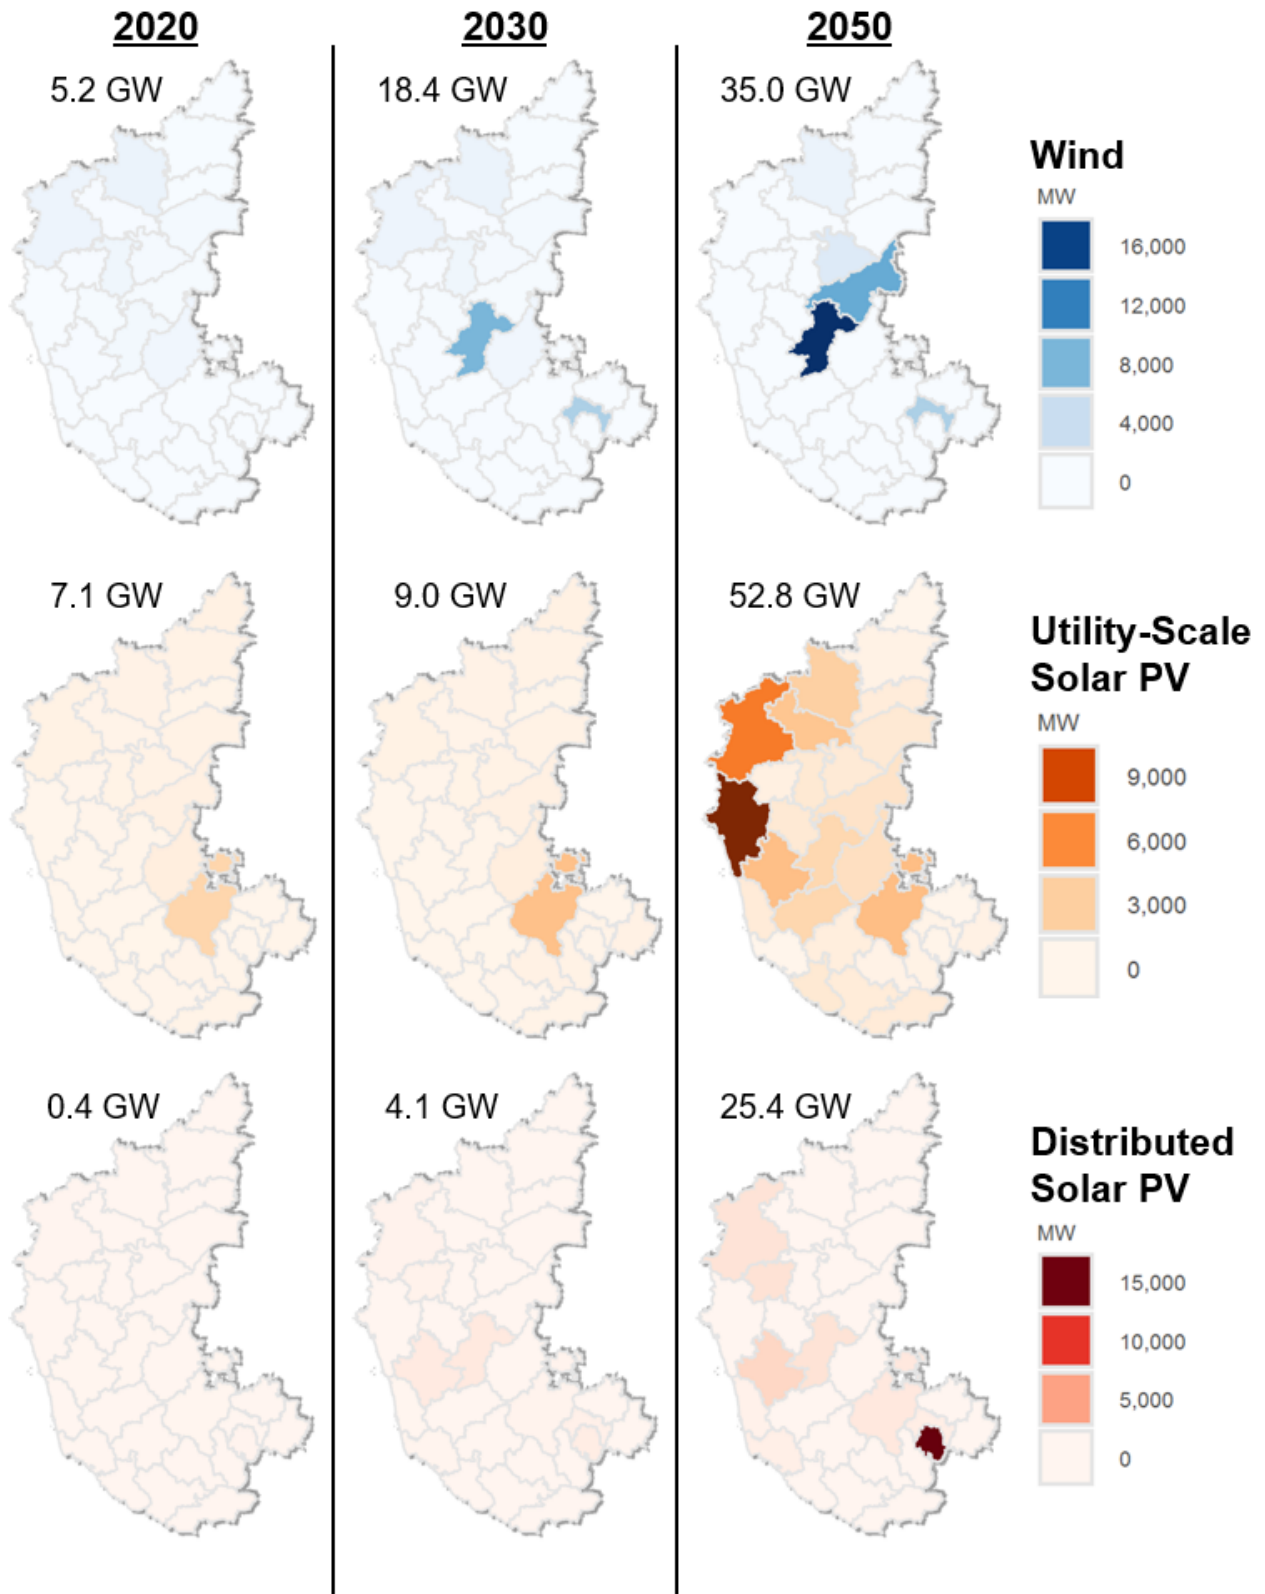 2020
2030
2050
5.2 GW
18.4 GW
35.0 GW
Wind
MW
16,000
12,000
8,000
4,000
0
7.1 GW
9.0 GW
52.8 GW
Utility-Scale
Solar PV
MW
9,000
6,000
3,000
0
0.4 GW
4.1 GW
25.4 GW
Distributed
Solar PV
MW
15,000
10,000
5,000
0